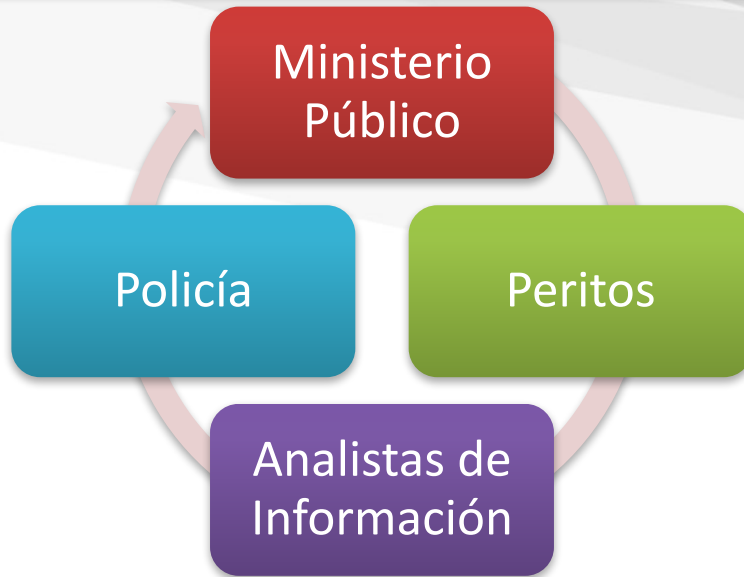 Ministerio
Público
Policía
Peritos
Analistas de
Información